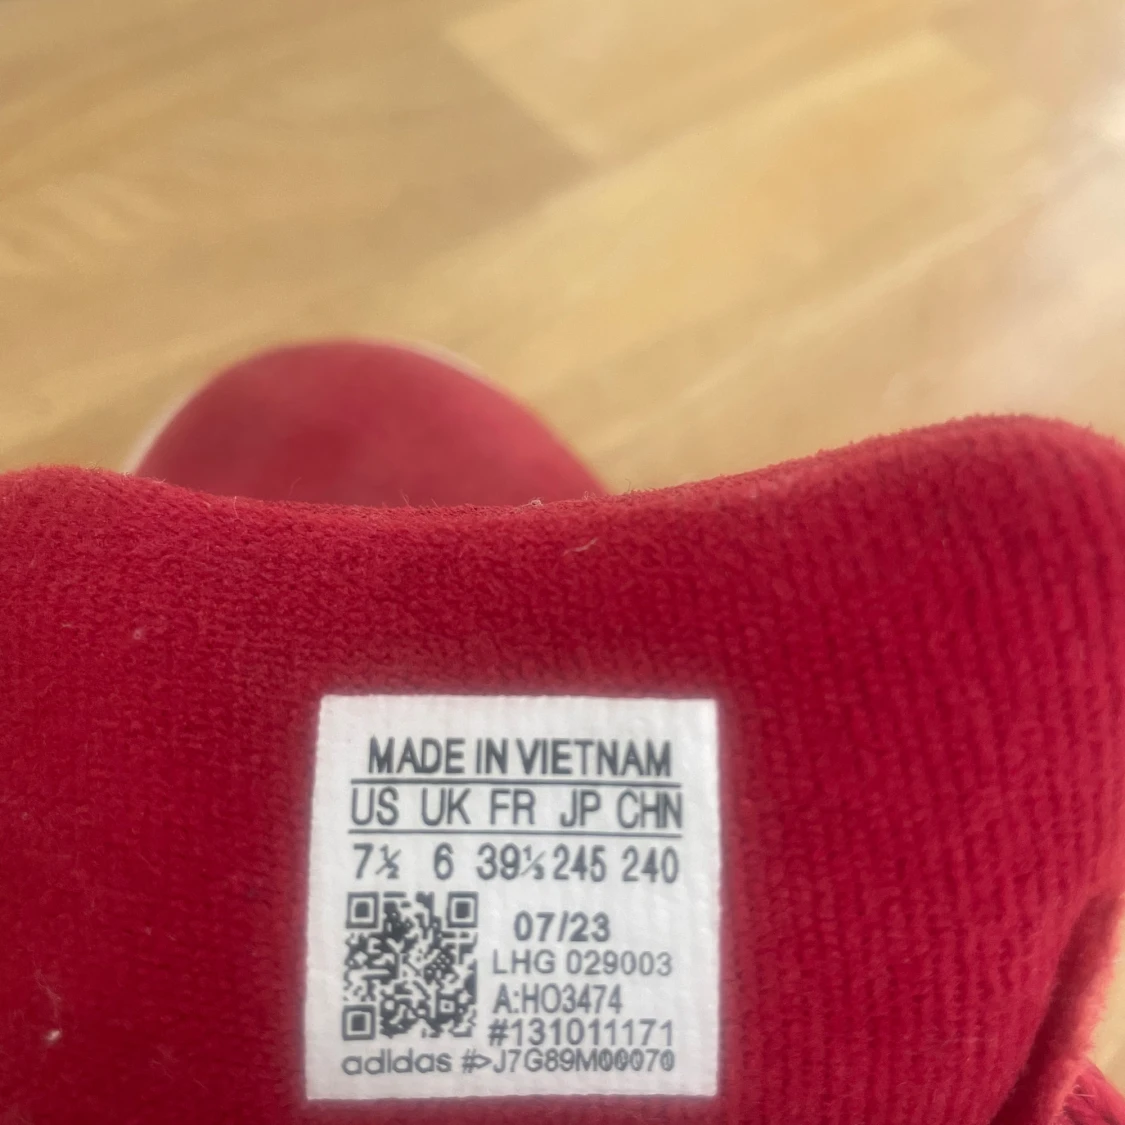 MADE IN VIETNAM
US UK FR JP CHN
7½ 6 39⅓ 245 240
07/23
LHG 029003
A:HO3474
#131011171
adidas #>J7G89M00070